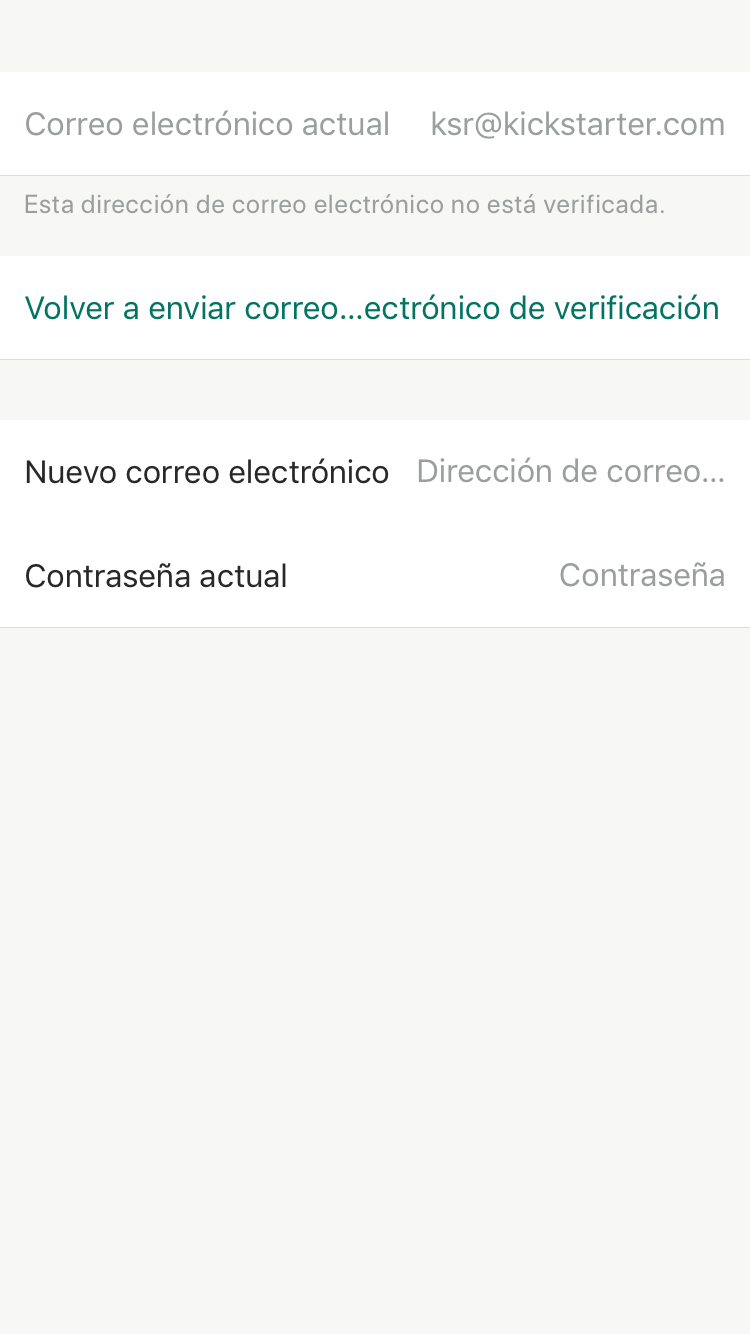 Correo electrónico actual ksr@kickstarter.com
Esta dirección de correo electrónico no está verificada.
Volver a enviar correo...ectrónico de verificación
Nuevo correo electrónico Dirección de correo...
Contraseña actual Contraseña